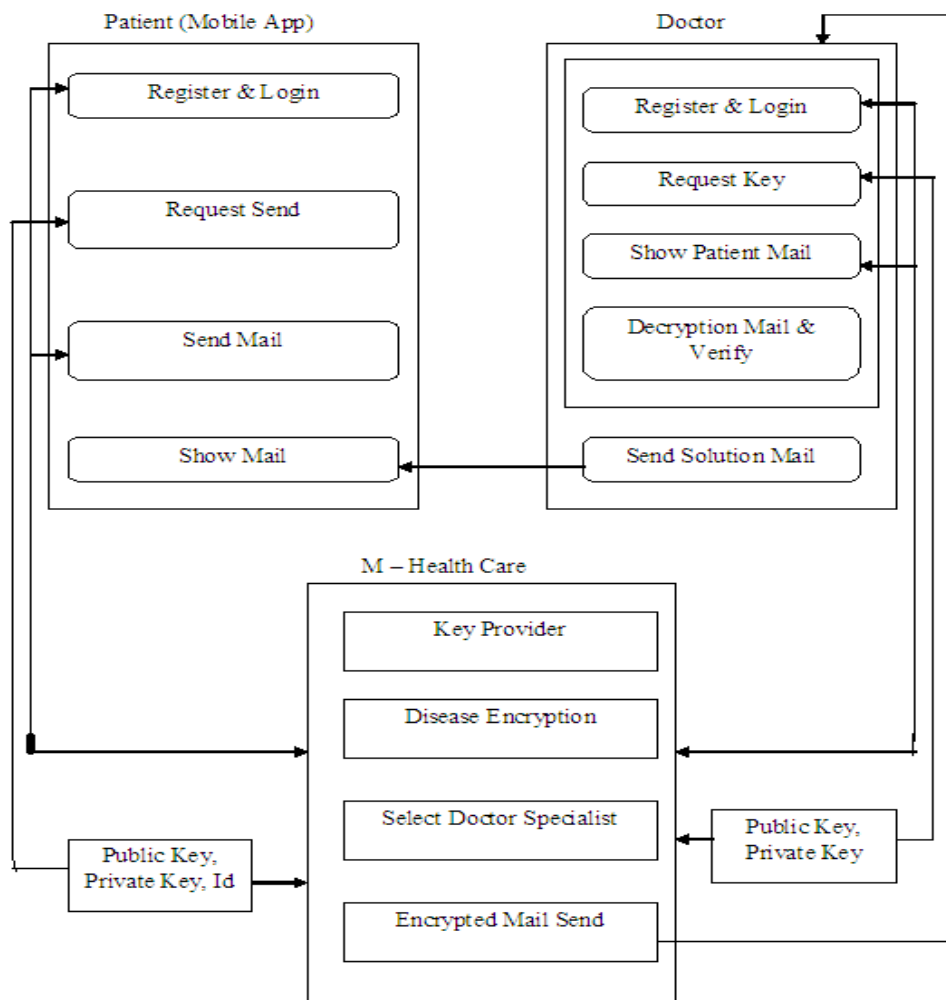 Patient (Mobile App)
Register & Login
Request Send
Send Mail
Show Mail
Doctor
Register & Login
Request Key
Show Patient Mail
Decryption Mail &
Verify
Send Solution Mail
M – Health Care
Key Provider
Disease Encryption
Select Doctor Specialist
Encrypted Mail Send
Public Key,
Private Key, Id
Public Key,
Private Key